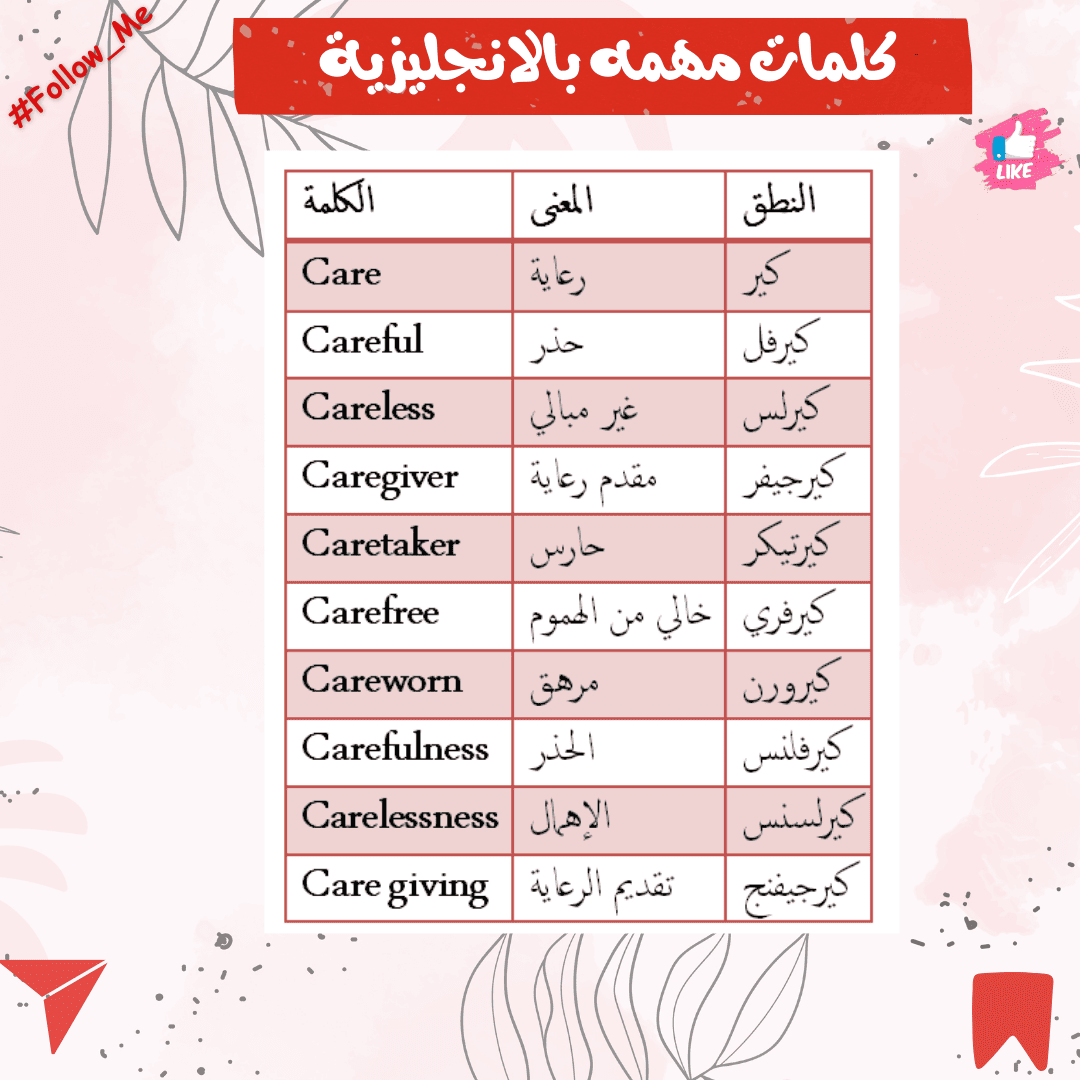 #Follow_Me
كلمات مهمه بالانجليزية
LIKE
الكلمة المعنى النطق
Care رعاية كير
Careful حذر كيرفل
Careless غير مبالي كيرلس
Caregiver مقدم رعاية كيرجيفر
Caretaker حارس كيرتيكر
Carefree خالي من الهموم كيرفري
Careworn مرهق كيرورن
Carefulness الحذر كيرفلنس
Carelessness الإهمال كيرلسنس
Care giving تقديم الرعاية كيرجيفنج